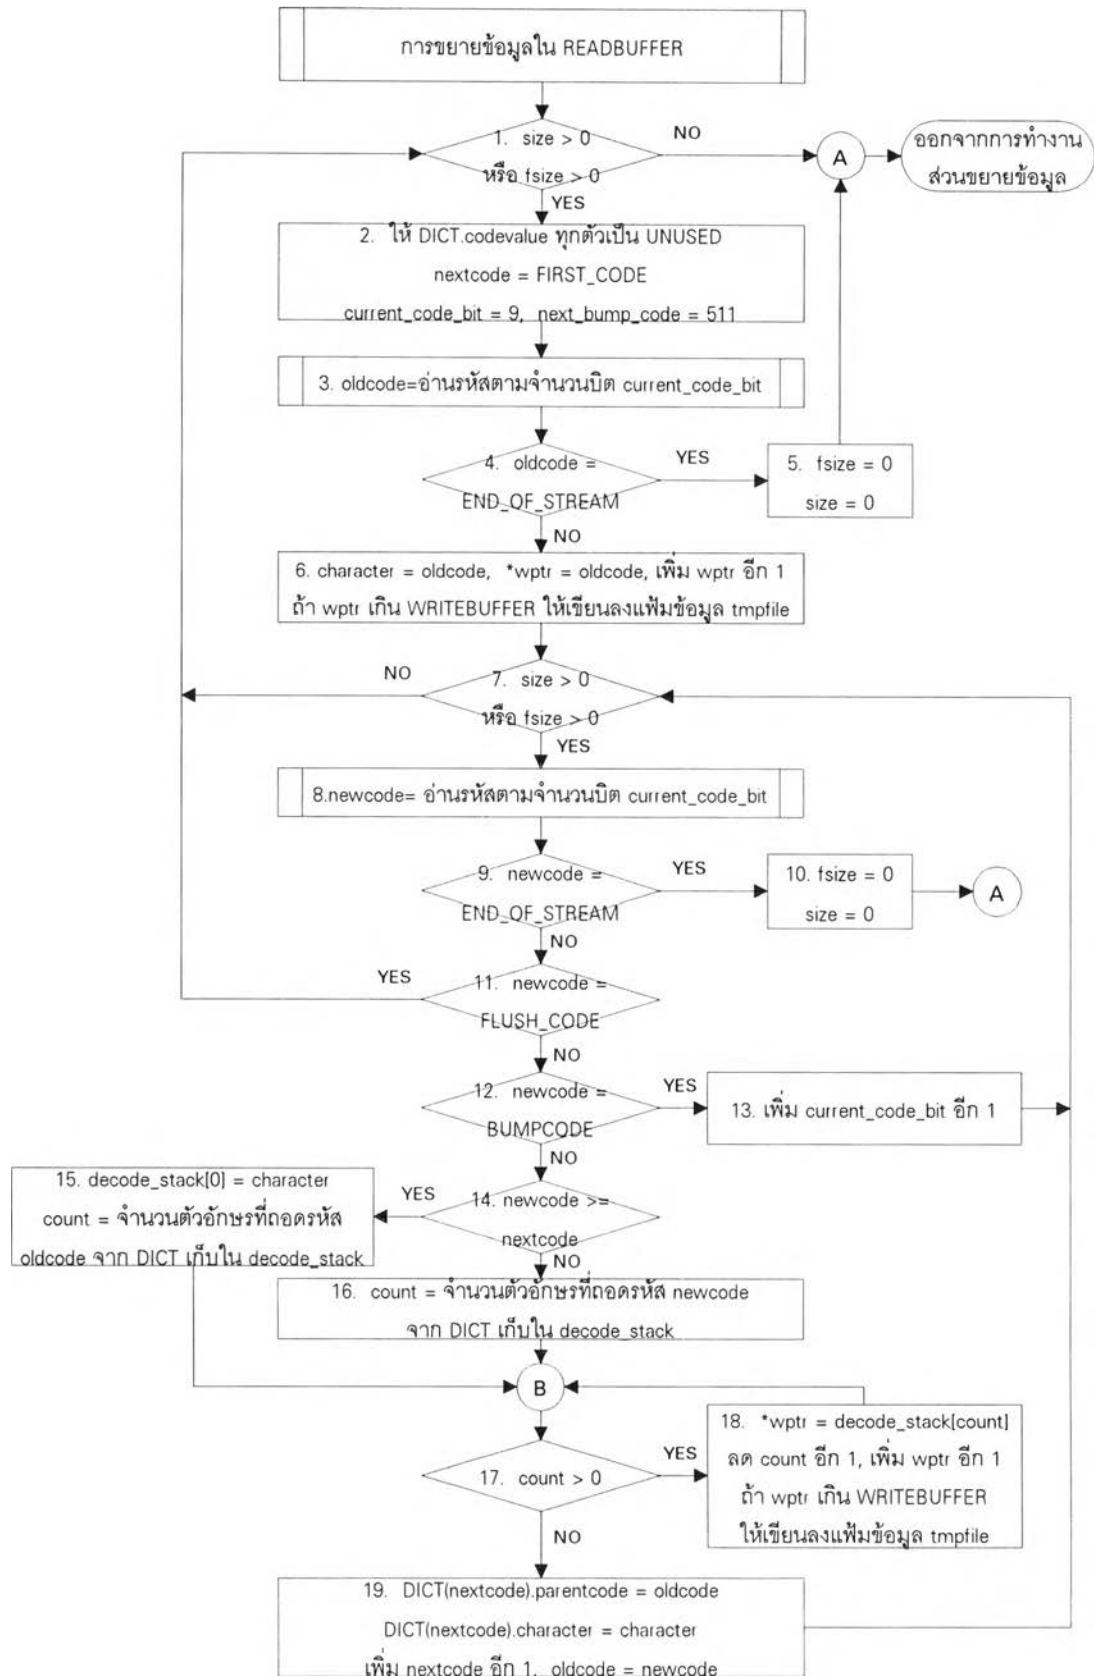 การขยายข้อมูลใน READBUFFER
1. size > 0
หรือ fsize > 0
NO
A
ออกจากการทำงาน
ส่วนขยายข้อมูล
YES
2. ให้ DICT.codevalue ทุกตัวเป็น UNUSED
nextcode = FIRST_CODE
current_code_bit = 9, next_bump_code = 511
3. oldcode=อ่านรหัสตามจำนวนบิต current_code_bit
4. oldcode =
END_OF_STREAM
YES
5. fsize = 0
size = 0
NO
6. character = oldcode, *wptr = oldcode, เพิ่ม wptr อีก 1
ถ้า wptr เกิน WRITEBUFFER ให้เขียนลงแฟ้มข้อมูล tmpfile
NO
7. size > 0
หรือ fsize > 0
YES
8.newcode= อ่านรหัสตามจำนวนบิต current_code_bit
9. newcode =
END_OF_STREAM
YES
10. fsize = 0
size = 0
A
NO
YES
11. newcode =
FLUSH_CODE
NO
12. newcode =
BUMPCODE
YES
13. เพิ่ม current_code_bit อีก 1
NO
14. newcode >=
nextcode
YES
15. decode_stack[0] = character
count = จำนวนตัวอักษรที่ถอดรหัส
oldcode จาก DICT เก็บใน decode_stack
NO
16. count = จำนวนตัวอักษรที่ถอดรหัส newcode
จาก DICT เก็บใน decode_stack
B
17. count > 0
YES
18. *wptr = decode_stack[count]
ลด count อีก 1, เพิ่ม wptr อีก 1
ถ้า wptr เกิน WRITEBUFFER
ให้เขียนลงแฟ้มข้อมูล tmpfile
NO
19. DICT(nextcode).parentcode = oldcode
DICT(nextcode).character = character
เพิ่ม nextcode อีก 1, oldcode = newcode